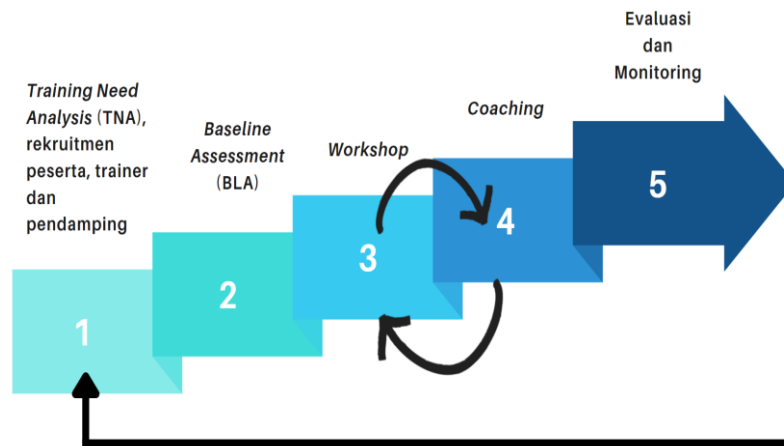 Training Need
Analysis (TNA),
rekruitmen
peserta, trainer
dan
pendamping
1
Baseline
Assessment
(BLA)
2
Workshop
3
Coaching
4
Evaluasi
dan
Monitoring
5